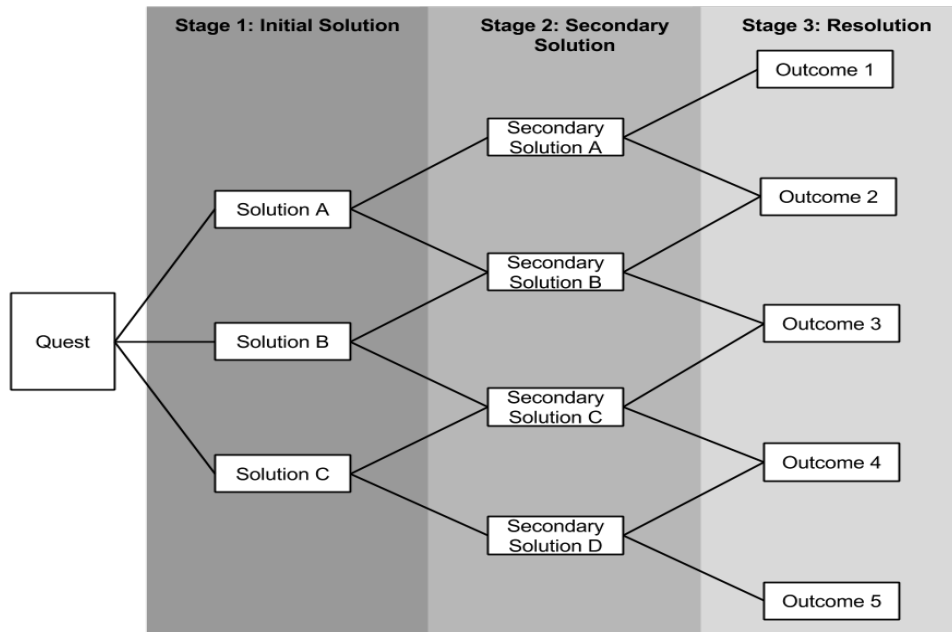 Stage 1: Initial Solution
Stage 2: Secondary
Solution
Stage 3: Resolution
Quest
Solution A
Solution B
Solution C
Secondary
Solution A
Secondary
Solution B
Secondary
Solution C
Secondary
Solution D
Outcome 1
Outcome 2
Outcome 3
Outcome 4
Outcome 5